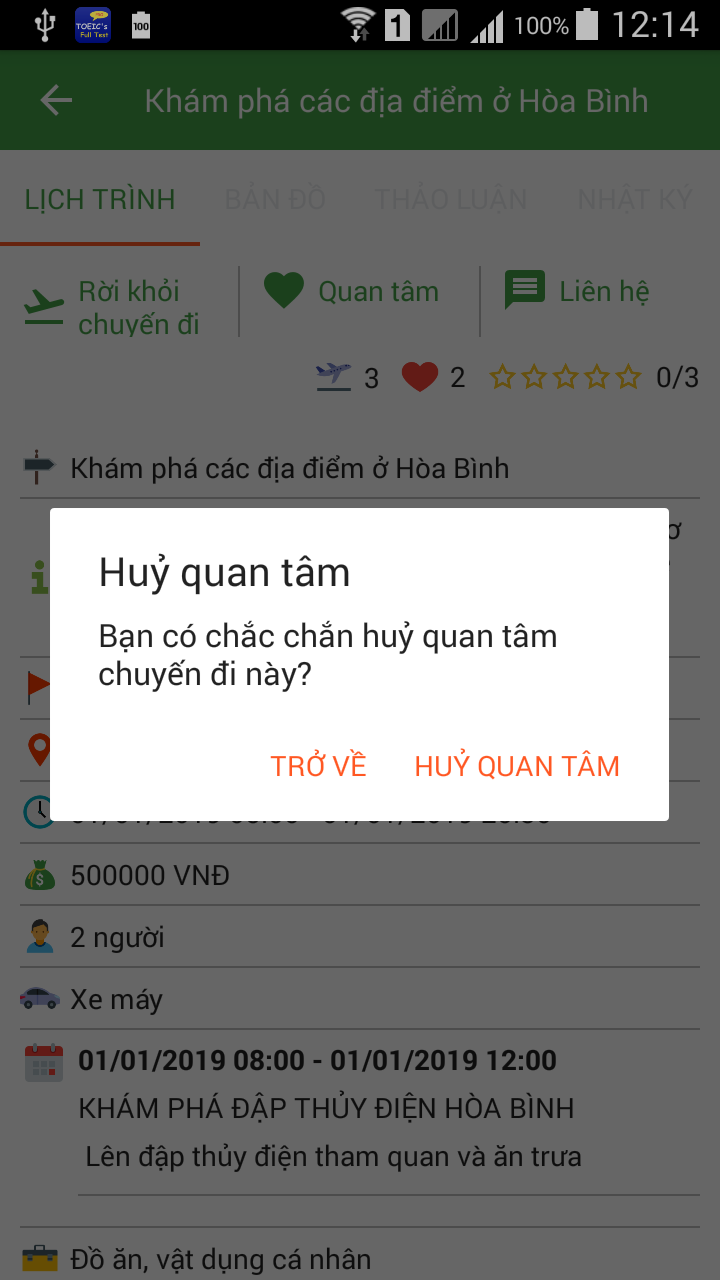 TOEIC's
Full Test
100
1
100%
12:14
Khám phá các địa điểm ở Hòa Bình
LỊCH TRÌNH
BẢN ĐỒ
THẢO LUẬN
NHẬT KÝ
Rời khỏi
chuyến đi
Quan tâm
Liên hệ
3
2
0/3
Khám phá các địa điểm ở Hòa Bình
Huỷ quan tâm
Bạn có chắc chắn huỷ quan tâm
chuyến đi này?
TRỞ VỀ
HUỶ QUAN TÂM
500000 VNĐ
2 người
Xe máy
01/01/2019 08:00 - 01/01/2019 12:00
KHÁM PHÁ ĐẬP THỦY ĐIỆN HÒA BÌNH
Lên đập thủy điện tham quan và ăn trưa
Đồ ăn, vật dụng cá nhân